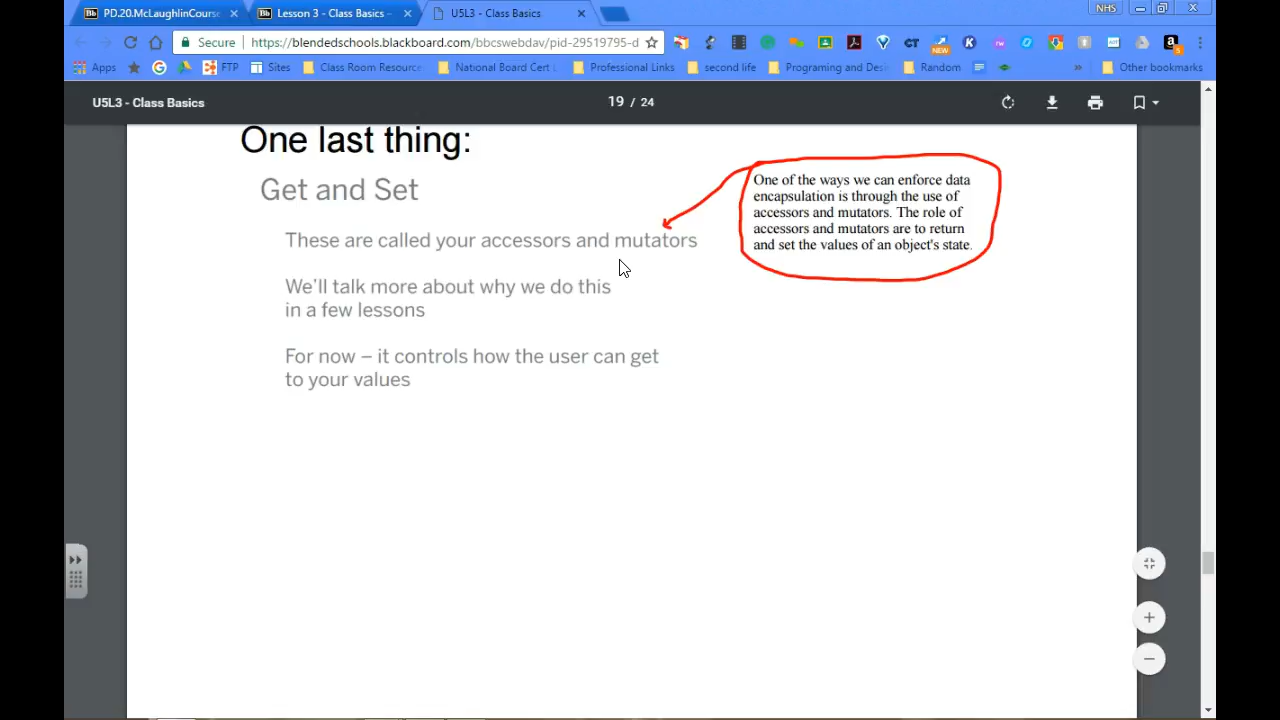 PD.20.McLaughlinCourse
Lesson 3 - Class Basics –
U5L3 - Class Basics
NHS
Secure
https://blendedschools.blackboard.com/bbcswebdav/pid-29519795-d
Apps
FTP
Sites
Class Room Resource
National Board Cert
Professional Links
second life
Programing and Des
Random
»
Other bookmarks
U5L3 - Class Basics
19 / 24
One last thing:
Get and Set
These are called your accessors and mutators
We'll talk more about why we do this
in a few lessons
For now – it controls how the user can get
to your values
One of the ways we can enforce data
encapsulation is through the use of
accessors and mutators. The role of
accessors and mutators are to return
and set the values of an object's state.